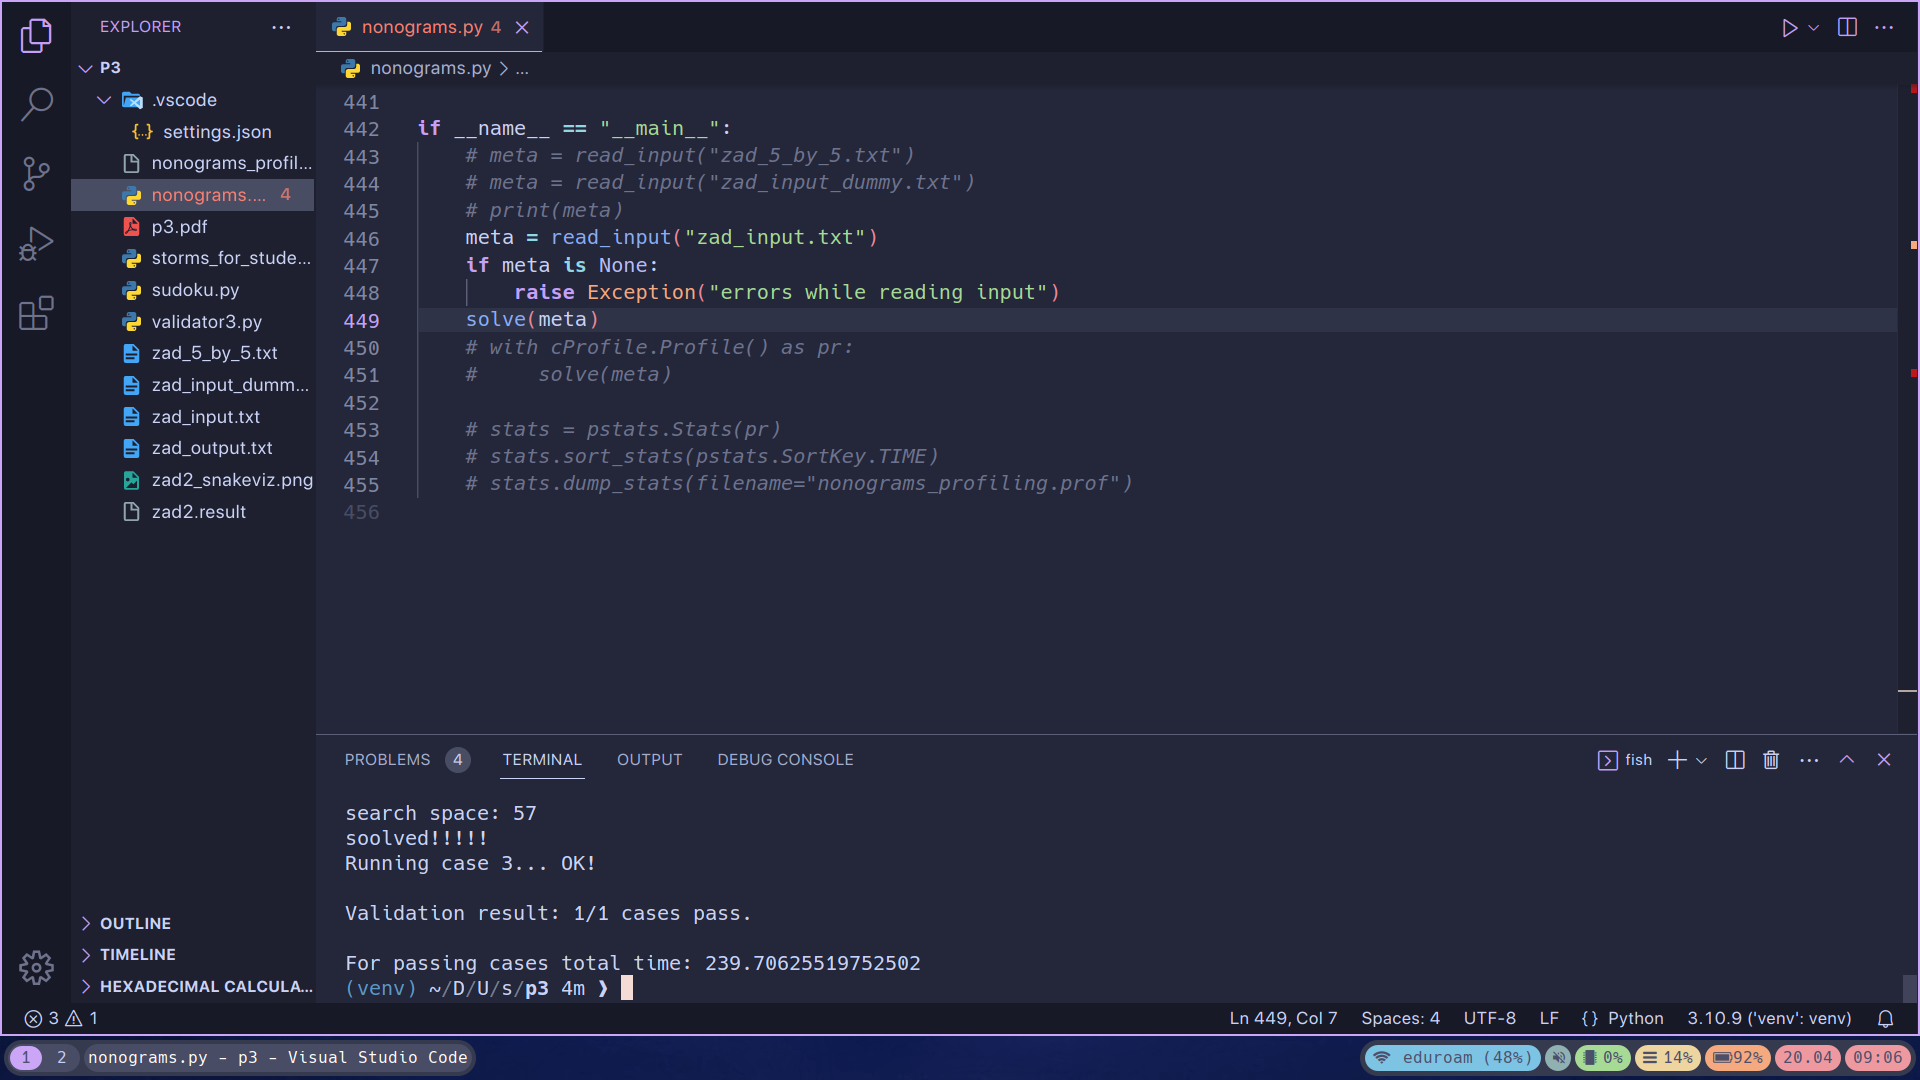 EXPLORER
P3
.vscode
{..} settings.json
nonograms_profil...
nonograms.... 4
p3.pdf
storms_for_stude...
sudoku.py
validator3.py
zad_5_by_5.txt
zad_input_dumm...
zad_input.txt
zad_output.txt
zad2_snakeviz.png
zad2.result
OUTLINE
TIMELINE
HEXADECIMAL CALCULA...
nonograms.py 4
nonograms.py > ...
441
442 if __name__ == "__main__":
443 # meta = read_input("zad_5_by_5.txt")
444 # meta = read_input("zad_input_dummy.txt")
445 # print(meta)
446 meta = read_input("zad_input.txt")
447 if meta is None:
448 raise Exception("errors while reading input")
449 solve(meta)
450 # with cProfile.Profile() as pr:
451 # solve(meta)
452
453 # stats = pstats.Stats(pr)
454 # stats.sort_stats(pstats.SortKey.TIME)
455 # stats.dump_stats(filename="nonograms_profiling.prof")
456
PROBLEMS 4 TERMINAL OUTPUT DEBUG CONSOLE fish
search space: 57
soolved!!!!!
Running case 3... OK!
Validation result: 1/1 cases pass.
For passing cases total time: 239.70625519752502
(venv) ~/D/U/s/p3 4m ❯
3 1 Ln 449, Col 7 Spaces: 4 UTF-8 LF {} Python 3.10.9 ('venv': venv)
1 2 nonograms.py - p3 - Visual Studio Code eduroam (48%) 0% 14% 92% 20.04 09:06